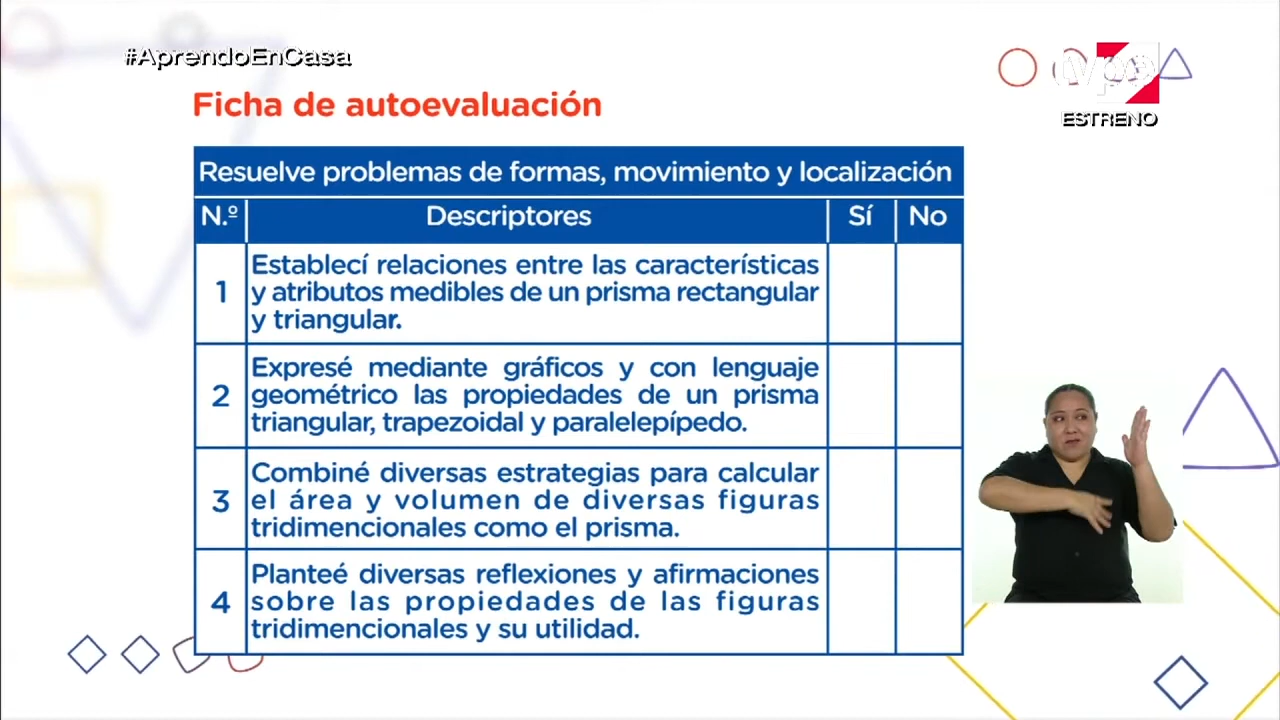 #AprendoEnCasa
tvpe
ESTRENO
Ficha de autoevaluación
Resuelve problemas de formas, movimiento y localización
N.º Descriptores Sí No
1 Establecí relaciones entre las características
y atributos medibles de un prisma rectangular
y triangular.
2 Expresé mediante gráficos y con lenguaje
geométrico las propiedades de un prisma
triangular, trapezoidal y paralelepípedo.
3 Combiné diversas estrategias para calcular
el área y volumen de diversas figuras
tridimencionales como el prisma.
4 Planteé diversas reflexiones y afirmaciones
sobre las propiedades de las figuras
tridimencionales y su utilidad.